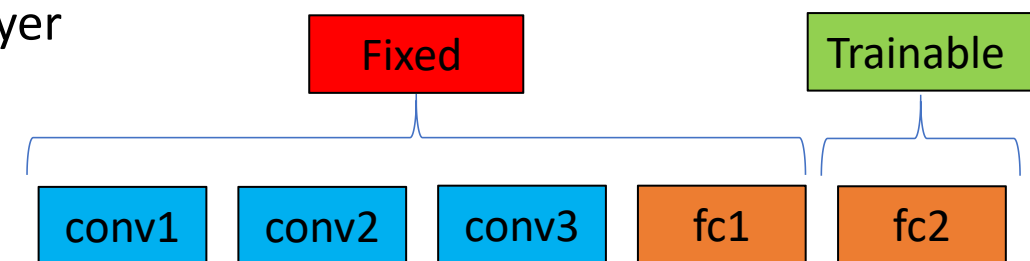 yer
Fixed
Trainable
conv1 conv2 conv3 fc1 fc2